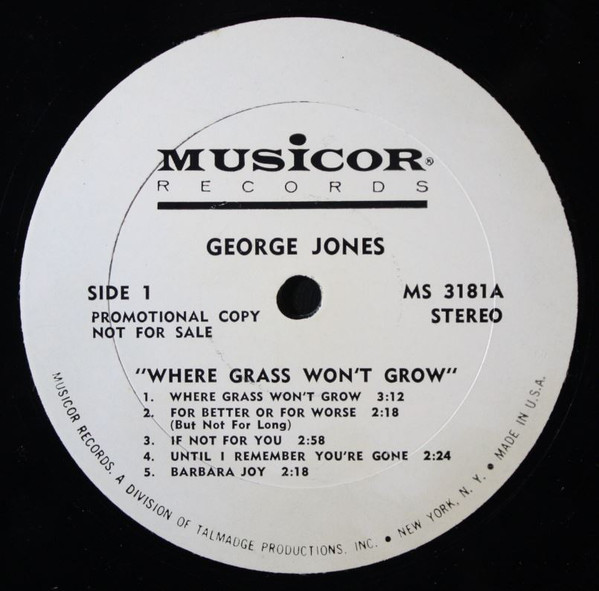 MUSICOR®
RECORDS
GEORGE JONES
SIDE 1
MS 3181A
PROMOTIONAL COPY
NOT FOR SALE
STEREO
"WHERE GRASS WON'T GROW"
1. WHERE GRASS WON'T GROW 3:12
2. FOR BETTER OR FOR WORSE 2:18
(But Not For Long)
3. IF NOT FOR YOU 2:58
4. UNTIL I REMEMBER YOU'RE GONE 2:24
5. BARBARA JOY 2:18
MUSICOR RECORDS. A DIVISION OF TALMADGE PRODUCTIONS, INC. • NEW YORK, N. Y. • MADE IN U.S.A.